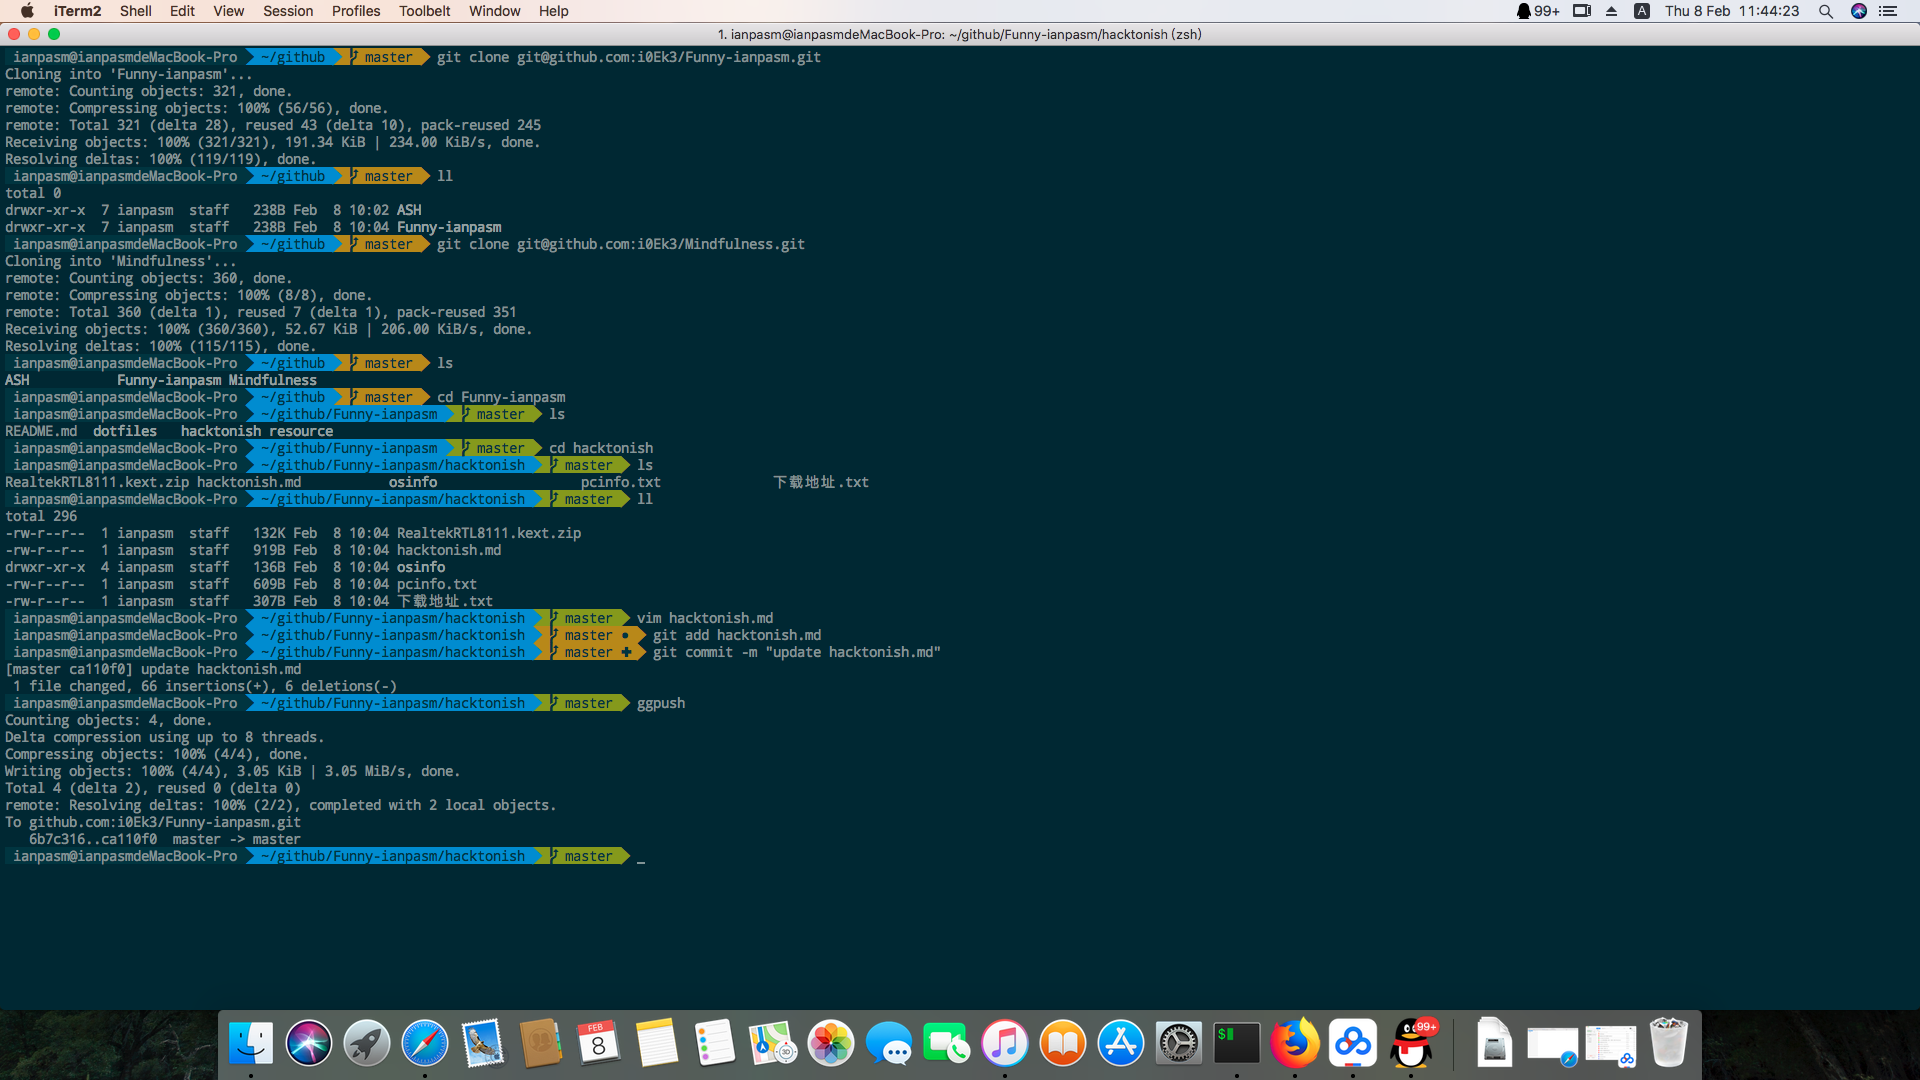 iTerm2 Shell Edit View Session Profiles Toolbelt Window Help 99+ A Thu 8 Feb 11:44:23
1. ianpasm@ianpasmdeMacBook-Pro: ~/github/Funny-ianpasm/hacktonish (zsh)
ianpasm@ianpasmdeMacBook-Pro ~/github master git clone git@github.com:i0Ek3/Funny-ianpasm.git
Cloning into 'Funny-ianpasm'...
remote: Counting objects: 321, done.
remote: Compressing objects: 100% (56/56), done.
remote: Total 321 (delta 28), reused 43 (delta 10), pack-reused 245
Receiving objects: 100% (321/321), 191.34 KiB | 234.00 KiB/s, done.
Resolving deltas: 100% (119/119), done.
ianpasm@ianpasmdeMacBook-Pro ~/github master ll
total 0
drwxr-xr-x 7 ianpasm staff 238B Feb 8 10:02 ASH
drwxr-xr-x 7 ianpasm staff 238B Feb 8 10:04 Funny-ianpasm
ianpasm@ianpasmdeMacBook-Pro ~/github master git clone git@github.com:i0Ek3/Mindfulness.git
Cloning into 'Mindfulness'...
remote: Counting objects: 360, done.
remote: Compressing objects: 100% (8/8), done.
remote: Total 360 (delta 1), reused 7 (delta 1), pack-reused 351
Receiving objects: 100% (360/360), 52.67 KiB | 206.00 KiB/s, done.
Resolving deltas: 100% (115/115), done.
ianpasm@ianpasmdeMacBook-Pro ~/github master ls
ASH Funny-ianpasm Mindfulness
ianpasm@ianpasmdeMacBook-Pro ~/github master cd Funny-ianpasm
ianpasm@ianpasmdeMacBook-Pro ~/github/Funny-ianpasm master ls
README.md dotfiles hacktonish resource
ianpasm@ianpasmdeMacBook-Pro ~/github/Funny-ianpasm master cd hacktonish
ianpasm@ianpasmdeMacBook-Pro ~/github/Funny-ianpasm/hacktonish master ls
RealtekRTL8111.kext.zip hacktonish.md osinfo pcinfo.txt 下载地址.txt
ianpasm@ianpasmdeMacBook-Pro ~/github/Funny-ianpasm/hacktonish master ll
total 296
-rw-r--r-- 1 ianpasm staff 132K Feb 8 10:04 RealtekRTL8111.kext.zip
-rw-r--r-- 1 ianpasm staff 919B Feb 8 10:04 hacktonish.md
drwxr-xr-x 4 ianpasm staff 136B Feb 8 10:04 osinfo
-rw-r--r-- 1 ianpasm staff 609B Feb 8 10:04 pcinfo.txt
-rw-r--r-- 1 ianpasm staff 307B Feb 8 10:04 下载地址.txt
ianpasm@ianpasmdeMacBook-Pro ~/github/Funny-ianpasm/hacktonish master vim hacktonish.md
ianpasm@ianpasmdeMacBook-Pro ~/github/Funny-ianpasm/hacktonish master ● git add hacktonish.md
ianpasm@ianpasmdeMacBook-Pro ~/github/Funny-ianpasm/hacktonish master ✚ git commit -m "update hacktonish.md"
[master ca110f0] update hacktonish.md
1 file changed, 66 insertions(+), 6 deletions(-)
ianpasm@ianpasmdeMacBook-Pro ~/github/Funny-ianpasm/hacktonish master ggpush
Counting objects: 4, done.
Delta compression using up to 8 threads.
Compressing objects: 100% (4/4), done.
Writing objects: 100% (4/4), 3.05 KiB | 3.05 MiB/s, done.
Total 4 (delta 2), reused 0 (delta 0)
remote: Resolving deltas: 100% (2/2), completed with 2 local objects.
To github.com:i0Ek3/Funny-ianpasm.git
6b7c316..ca110f0 master -> master
ianpasm@ianpasmdeMacBook-Pro ~/github/Funny-ianpasm/hacktonish master _
FEB
8
3D
$
99+